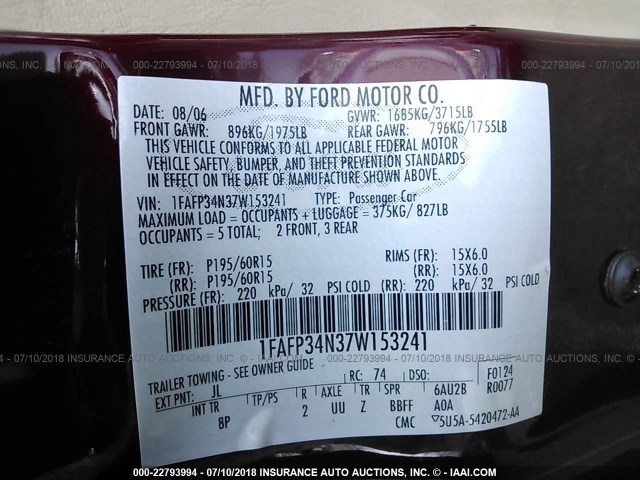 000-22793994 - 07/10/2018 INSURANCE AUTO AUCTIONS, INC. - © IAAI.COM
MFD. BY FORD MOTOR CO.
DATE: 08/06 GVWR: 1685KG/3715LB
FRONT GAWR: 896KG/1975LB REAR GAWR: 796KG/1755LB
THIS VEHICLE CONFORMS TO ALL APPLICABLE FEDERAL MOTOR
VEHICLE SAFETY, BUMPER, AND THEFT PREVENTION STANDARDS
IN EFFECT ON THE DATE OF MANUFACTURE SHOWN ABOVE.
VIN: 1FAFP34N37W153241 TYPE: Passenger Car
MAXIMUM LOAD = OCCUPANTS + LUGGAGE = 375KG/ 827LB
OCCUPANTS = 5 TOTAL; 2 FRONT, 3 REAR
TIRE (FR): P195/60R15 RIMS (FR): 15X6.0
(RR): P195/60R15 (RR): 15X6.0
PRESSURE (FR): 220 kPa/ 32 PSI COLD (RR): 220 kPa/ 32 PSI COLD
1FAFP34N37W153241
TRAILER TOWING - SEE OWNER GUIDE
EXT PNT: JL RC: 74 DSO: F0124
R0077
INT TR TP/PS R AXLE TR SPR 6AU2B
8P 2 UU Z BBFF A0A
CMC ▽5U5A-5420472-AA
000-22793994 - 07/10/2018 INSURANCE AUTO AUCTIONS, INC. - © IAAI.COM